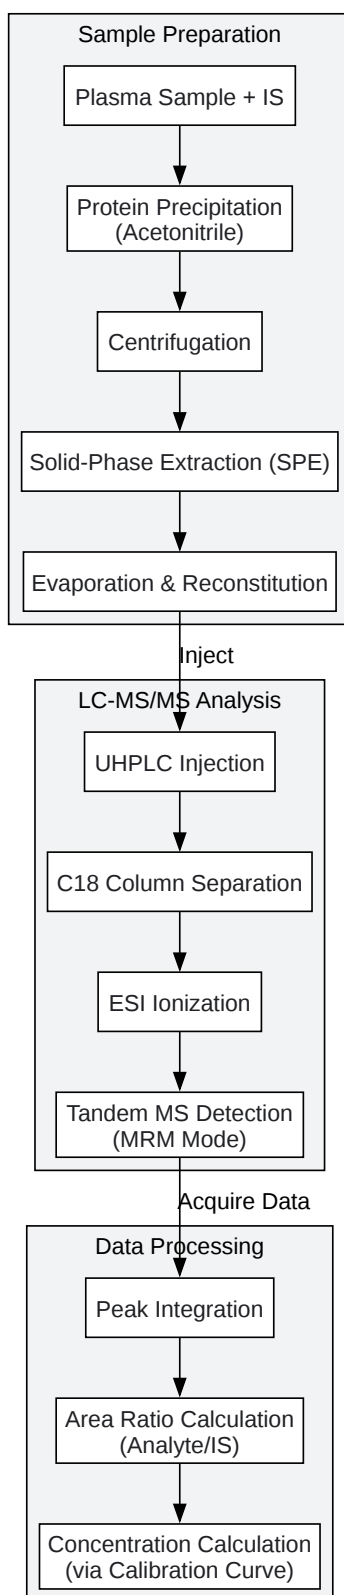 Sample Preparation
Plasma Sample + IS
Protein Precipitation
(Acetonitrile)
Centrifugation
Solid-Phase Extraction (SPE)
Evaporation & Reconstitution
Inject
LC-MS/MS Analysis
UHPLC Injection
C18 Column Separation
ESI Ionization
Tandem MS Detection
(MRM Mode)
Acquire Data
Data Processing
Peak Integration
Area Ratio Calculation
(Analyte/IS)
Concentration Calculation
(via Calibration Curve)